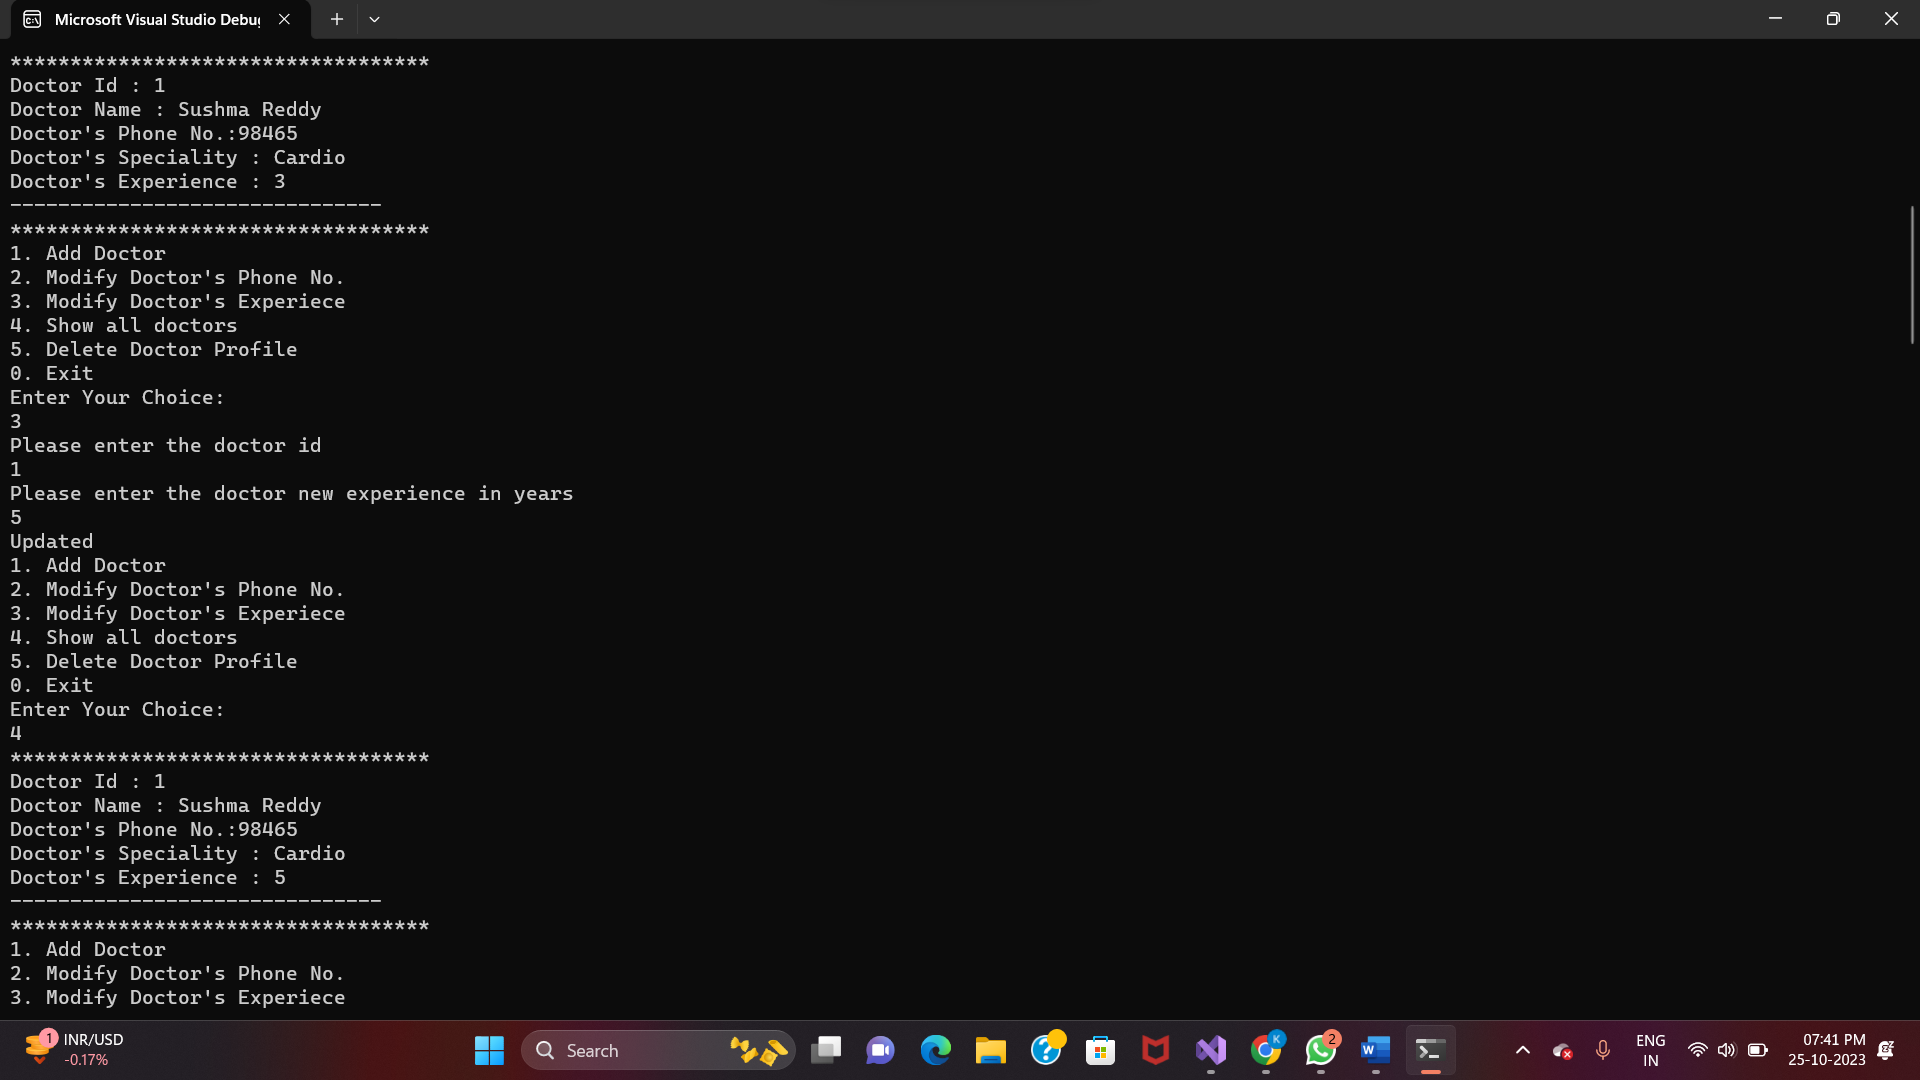 Microsoft Visual Studio Debu
***********************************
Doctor Id : 1
Doctor Name : Sushma Reddy
Doctor's Phone No.:98465
Doctor's Speciality : Cardio
Doctor's Experience : 3
-------------------------------
***********************************
1. Add Doctor
2. Modify Doctor's Phone No.
3. Modify Doctor's Experiece
4. Show all doctors
5. Delete Doctor Profile
0. Exit
Enter Your Choice:
3
Please enter the doctor id
1
Please enter the doctor new experience in years
5
Updated
1. Add Doctor
2. Modify Doctor's Phone No.
3. Modify Doctor's Experiece
4. Show all doctors
5. Delete Doctor Profile
0. Exit
Enter Your Choice:
4
***********************************
Doctor Id : 1
Doctor Name : Sushma Reddy
Doctor's Phone No.:98465
Doctor's Speciality : Cardio
Doctor's Experience : 5
-------------------------------
***********************************
1. Add Doctor
2. Modify Doctor's Phone No.
3. Modify Doctor's Experiece
1
INR/USD
-0.17%
Search
K
2
W
ENG
IN
07:41 PM
25-10-2023